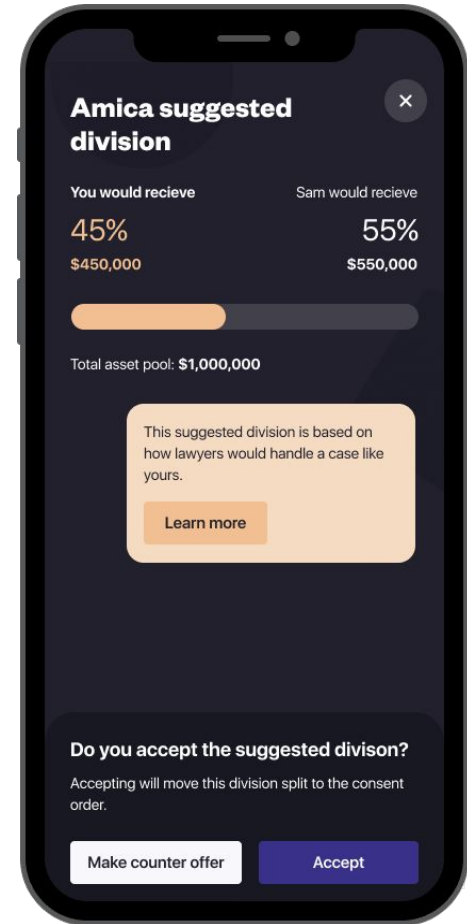 Amica suggested
division
You would recieve
Sam would recieve
45%
55%
$450,000
$550,000
Total asset pool: $1,000,000
This suggested division is based on
how lawyers would handle a case like
yours.
Learn more
Do you accept the suggested divison?
Accepting will move this division split to the consent
order.
Make counter offer
Accept